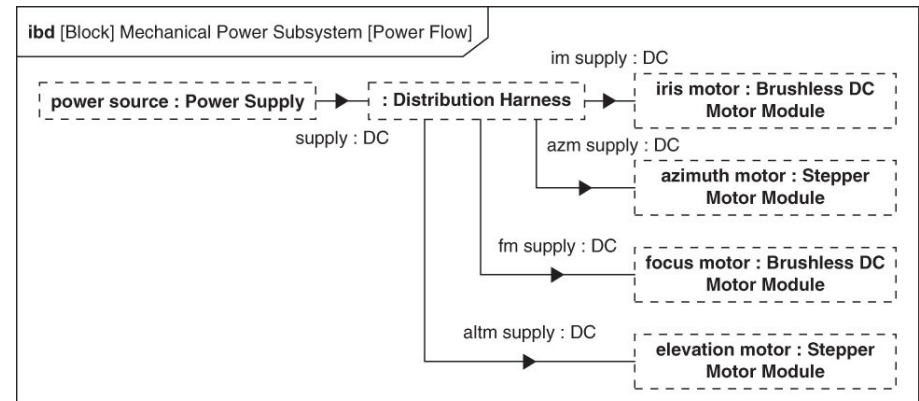 ibd [Block] Mechanical Power Subsystem [Power Flow]
im supply : DC
power source : Power Supply
: Distribution Harness
iris motor : Brushless DC
Motor Module
supply : DC
azm supply : DC
azimuth motor : Stepper
Motor Module
fm supply : DC
focus motor : Brushless DC
Motor Module
altm supply : DC
elevation motor : Stepper
Motor Module